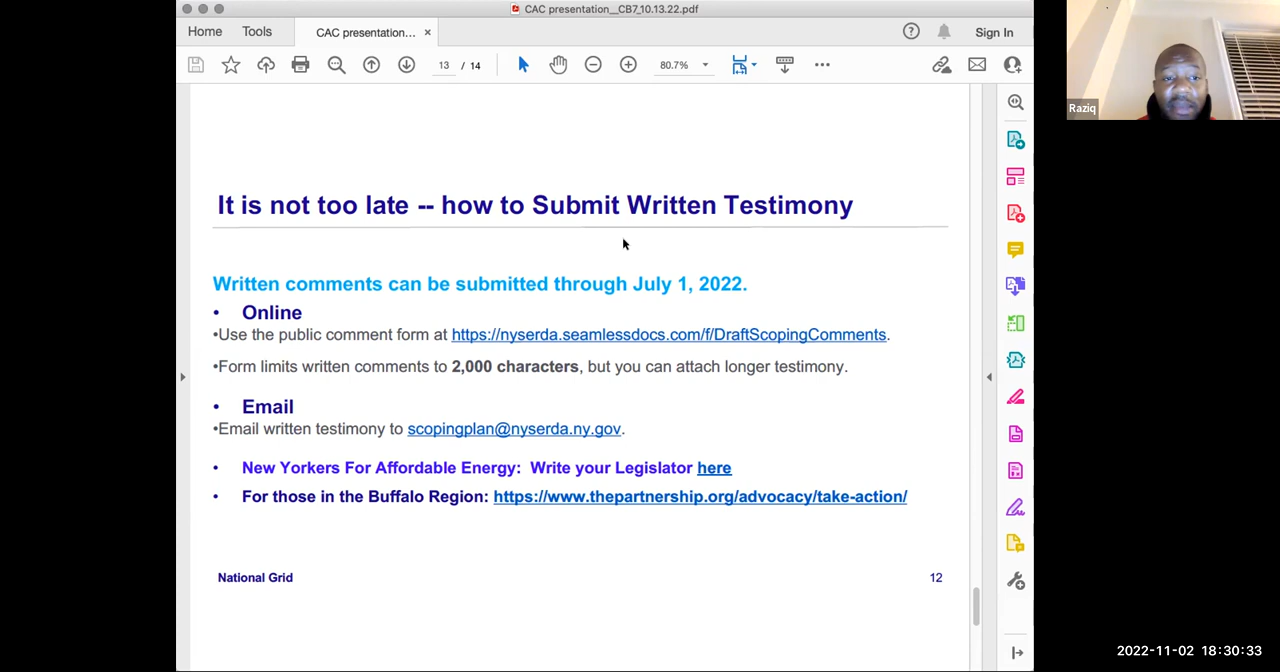 CAC presentation__CB7_10.13.22.pdf
Home Tools CAC presentation... × Sign In
13 / 14 80.7%
Raziq
It is not too late -- how to Submit Written Testimony
Written comments can be submitted through July 1, 2022.
• Online
•Use the public comment form at https://nyserda.seamlessdocs.com/f/DraftScopingComments.
•Form limits written comments to 2,000 characters, but you can attach longer testimony.
• Email
•Email written testimony to scopingplan@nyserda.ny.gov.
• New Yorkers For Affordable Energy: Write your Legislator here
• For those in the Buffalo Region: https://www.thepartnership.org/advocacy/take-action/
National Grid 12
2022-11-02 18:30:33